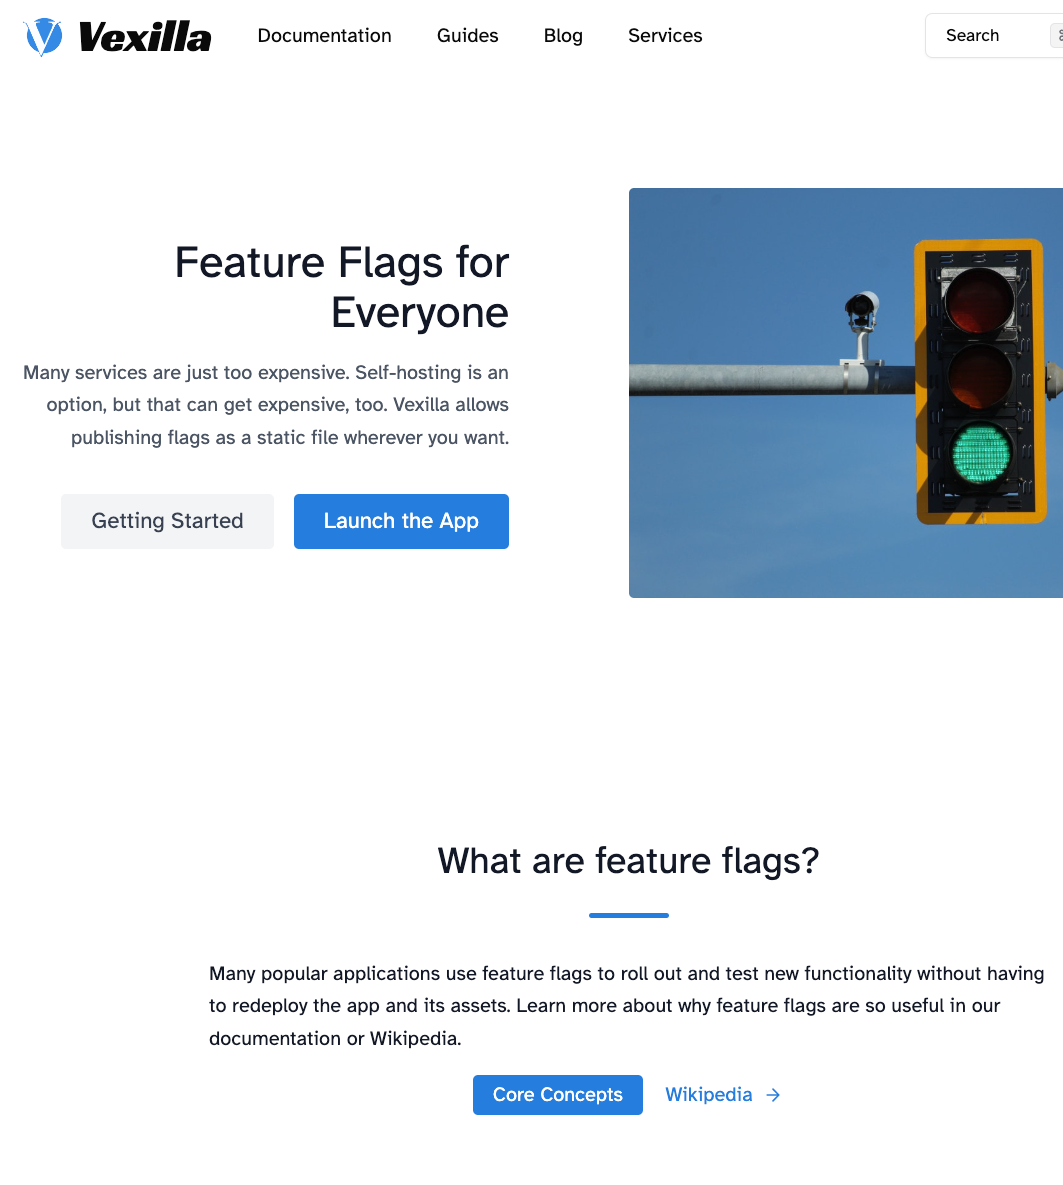 Vexilla
Documentation
Guides
Blog
Services
Search
Feature Flags for
Everyone
Many services are just too expensive. Self-hosting is an
option, but that can get expensive, too. Vexilla allows
publishing flags as a static file wherever you want.
Getting Started
Launch the App
What are feature flags?
Many popular applications use feature flags to roll out and test new functionality without having
to redeploy the app and its assets. Learn more about why feature flags are so useful in our
documentation or Wikipedia.
Core Concepts
Wikipedia →